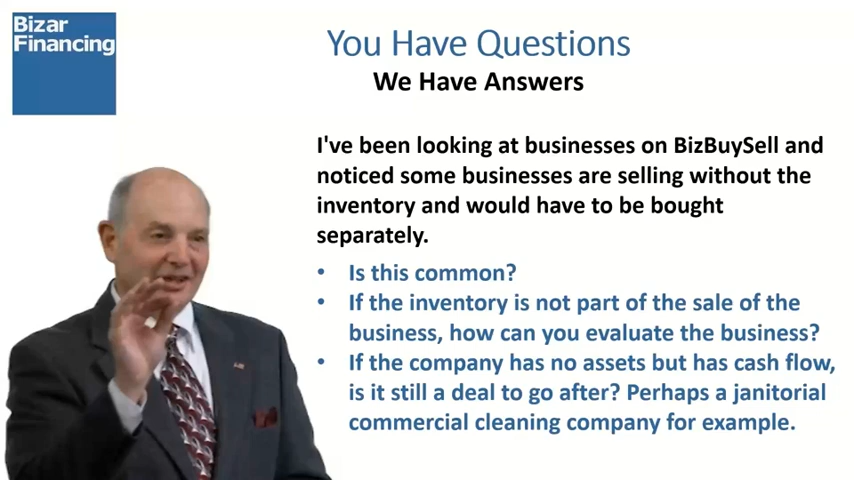 Bizar
Financing
You Have Questions
We Have Answers
I've been looking at businesses on BizBuySell and
noticed some businesses are selling without the
inventory and would have to be bought
separately.
• Is this common?
• If the inventory is not part of the sale of the
business, how can you evaluate the business?
• If the company has no assets but has cash flow,
is it still a deal to go after? Perhaps a janitorial
commercial cleaning company for example.